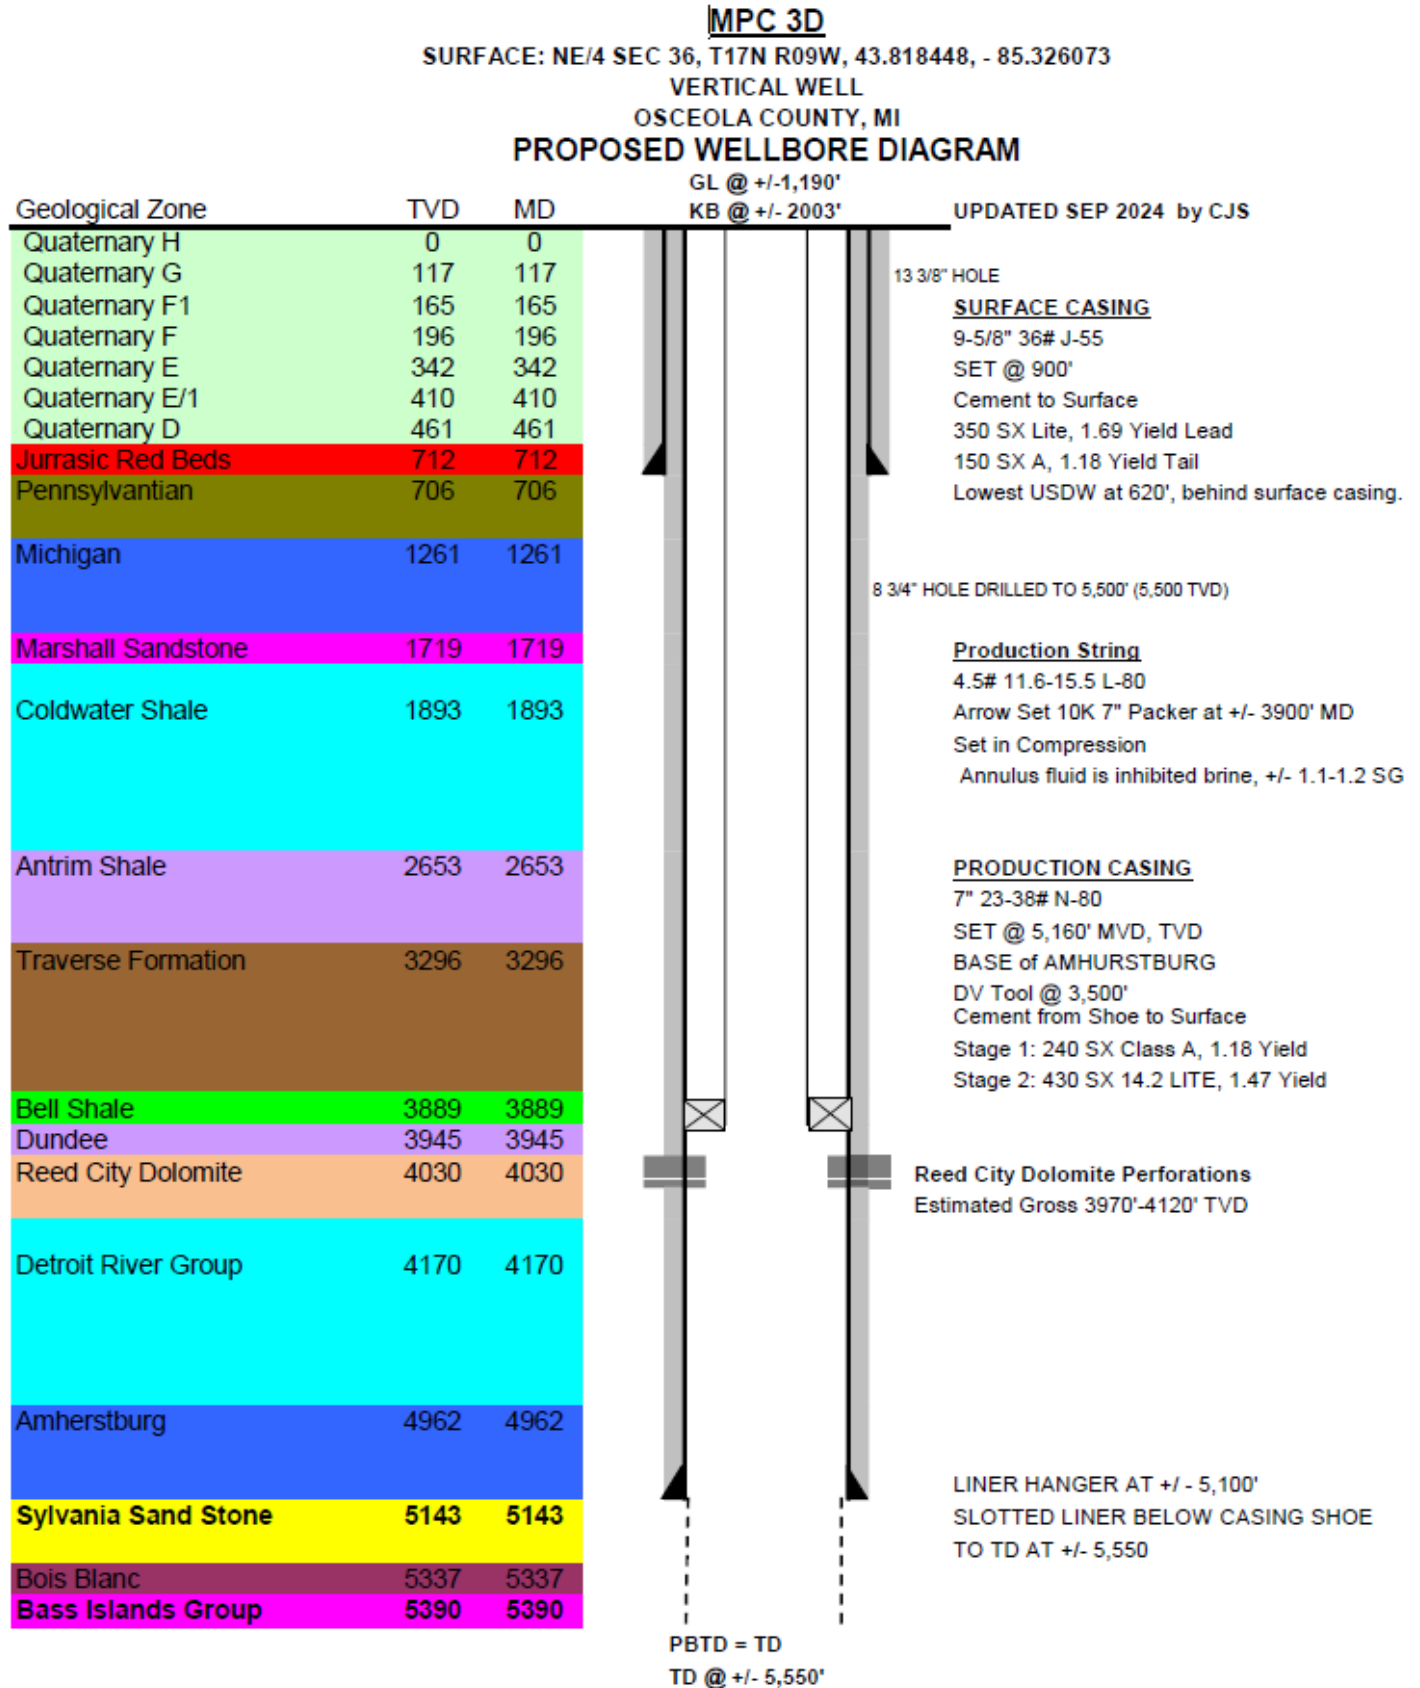 MPC 3D
SURFACE: NE/4 SEC 36, T17N R09W, 43.818448, - 85.326073
VERTICAL WELL
OSCEOLA COUNTY, MI
PROPOSED WELLBORE DIAGRAM
GL @ +/-1,190'
Geological Zone TVD MD KB @ +/- 2003' UPDATED SEP 2024 by CJS
Quaternary H 0 0
Quaternary G 117 117
13 3/8" HOLE
Quaternary F1 165 165 SURFACE CASING
Quaternary F 196 196 9-5/8" 36# J-55
Quaternary E 342 342 SET @ 900'
Quaternary E/1 410 410 Cement to Surface
Quaternary D 461 461 350 SX Lite, 1.69 Yield Lead
Jurrasic Red Beds 712 712 150 SX A, 1.18 Yield Tail
Pennsylvantian 706 706 Lowest USDW at 620', behind surface casing.
Michigan 1261 1261
8 3/4" HOLE DRILLED TO 5,500' (5,500 TVD)
Marshall Sandstone 1719 1719 Production String
4.5# 11.6-15.5 L-80
Coldwater Shale 1893 1893 Arrow Set 10K 7" Packer at +/- 3900' MD
Set in Compression
Annulus fluid is inhibited brine, +/- 1.1-1.2 SG
Antrim Shale 2653 2653 PRODUCTION CASING
7" 23-38# N-80
SET @ 5,160' MVD, TVD
Traverse Formation 3296 3296 BASE of AMHURSTBURG
DV Tool @ 3,500'
Cement from Shoe to Surface
Stage 1: 240 SX Class A, 1.18 Yield
Stage 2: 430 SX 14.2 LITE, 1.47 Yield
Bell Shale 3889 3889
Dundee 3945 3945
Reed City Dolomite 4030 4030 Reed City Dolomite Perforations
Estimated Gross 3970'-4120' TVD
Detroit River Group 4170 4170
Amherstburg 4962 4962
LINER HANGER AT +/ - 5,100'
Sylvania Sand Stone 5143 5143 SLOTTED LINER BELOW CASING SHOE
TO TD AT +/- 5,550
Bois Blanc 5337 5337
Bass Islands Group 5390 5390
PBTD = TD
TD @ +/- 5,550'